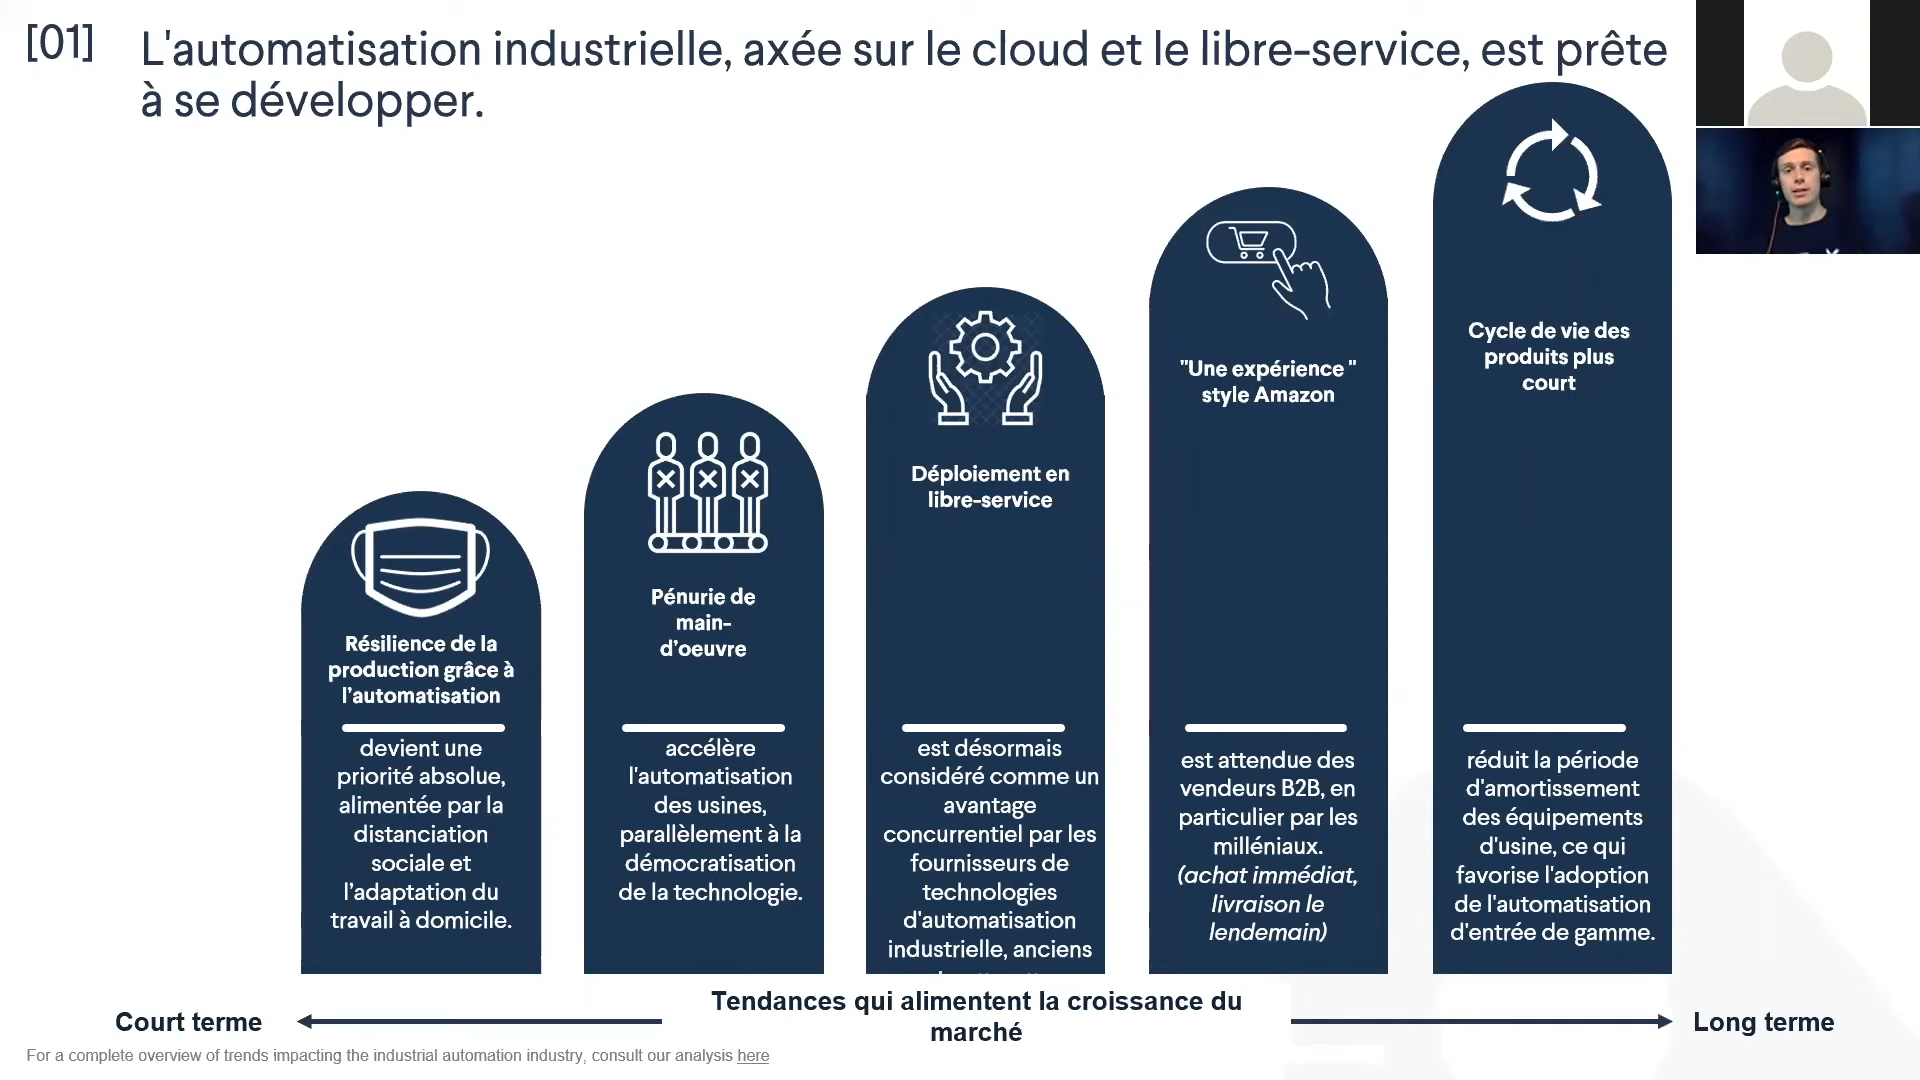 [01]
L'automatisation industrielle, axée sur le cloud et le libre-service, est prête
à se développer.
Résilience de la
production grâce à
l’automatisation
devient une
priorité absolue,
alimentée par la
distanciation
sociale et
l’adaptation du
travail à domicile.
Pénurie de
main-
d’oeuvre
accélère
l'automatisation
des usines,
parallèlement à la
démocratisation
de la technologie.
Déploiement en
libre-service
est désormais
considéré comme un
avantage
concurrentiel par les
fournisseurs de
technologies
d'automatisation
industrielle, anciens
"Une expérience "
style Amazon
est attendue des
vendeurs B2B, en
particulier par les
milléniaux.
(achat immédiat,
livraison le
lendemain)
Cycle de vie des
produits plus
court
réduit la période
d'amortissement
des équipements
d'usine, ce qui
favorise l'adoption
de l'automatisation
d'entrée de gamme.
Court terme
Tendances qui alimentent la croissance du
marché
Long terme
For a complete overview of trends impacting the industrial automation industry, consult our analysis here